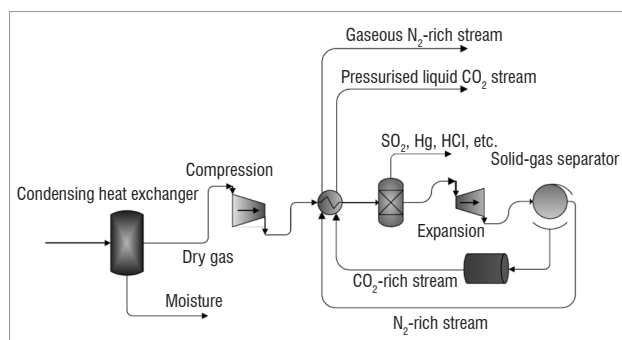 Gaseous N₂-rich stream
Pressurised liquid CO₂ stream
SO₂, Hg, HCl, etc.
Solid-gas separator
Compression
Condensing heat exchanger
Expansion
Dry gas
CO₂-rich stream
Moisture
N₂-rich stream